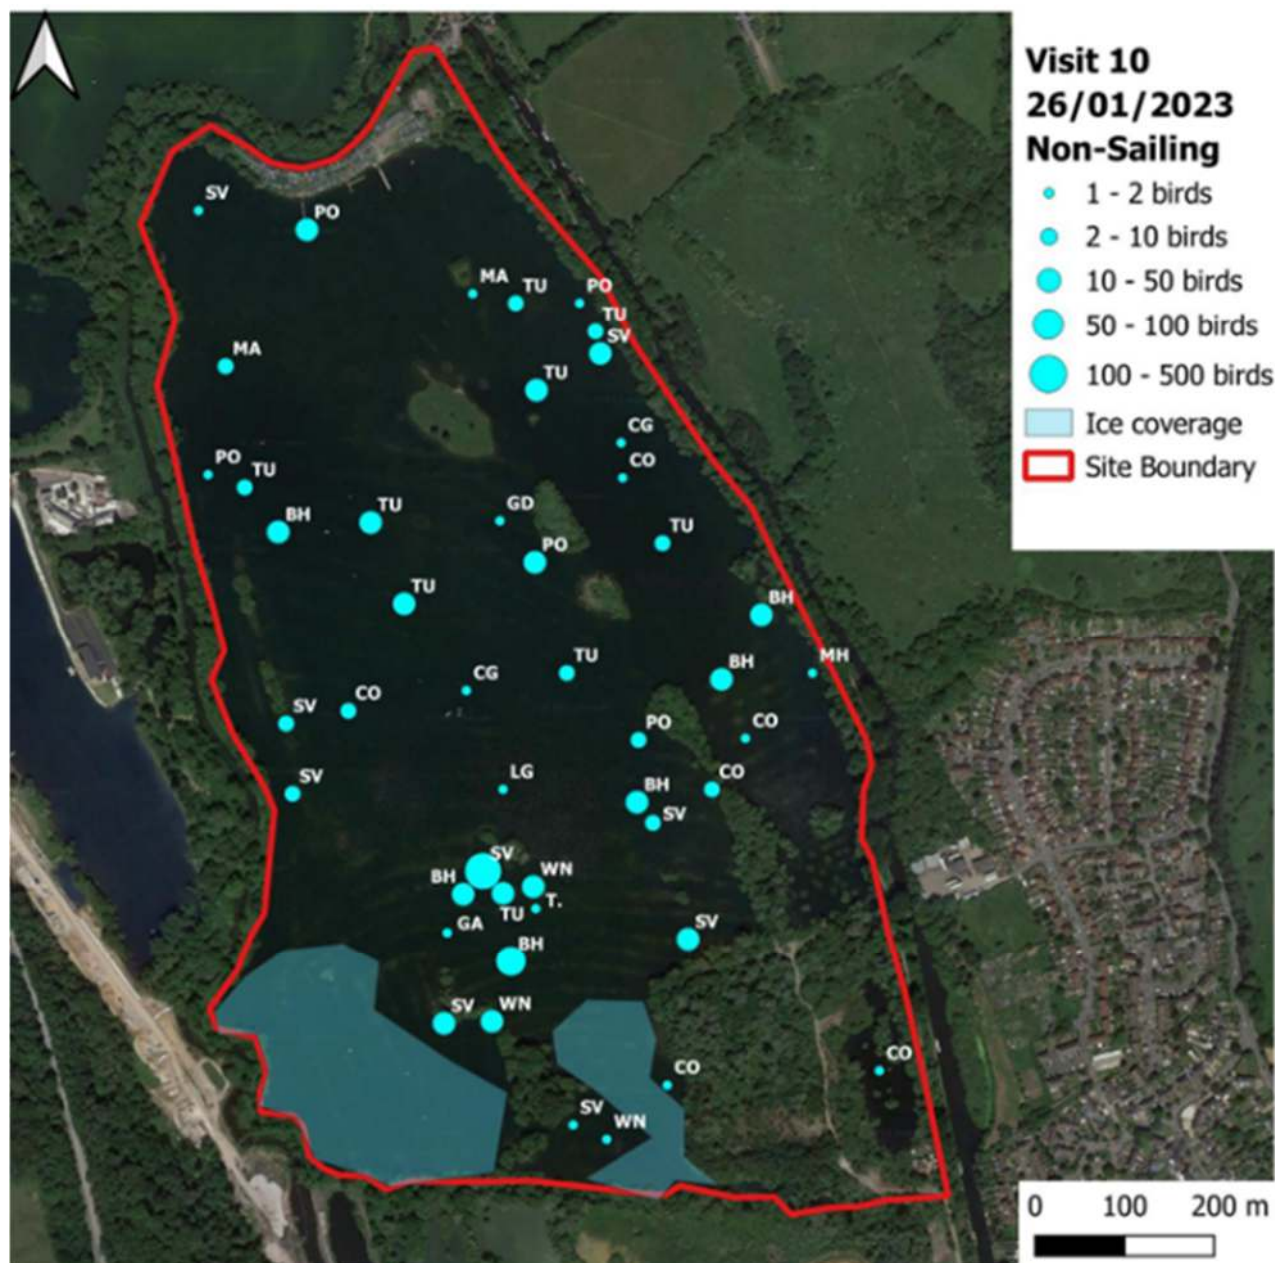 Visit 10
26/01/2023
Non-Sailing
1 - 2 birds
2 - 10 birds
10 - 50 birds
50 - 100 birds
100 - 500 birds
Ice coverage
Site Boundary
SV
PO
MA
TU
PO
TU
SV
MA
TU
CG
CO
PO
TU
BH
TU
GD
TU
PO
TU
BH
TU
BH
MH
CG
SV
CO
PO
CO
SV
LG
CO
BH
SV
SV
BH
WN
TU
T.
GA
SV
BH
SV
WN
CO
CO
SV
WN
0 100 200 m